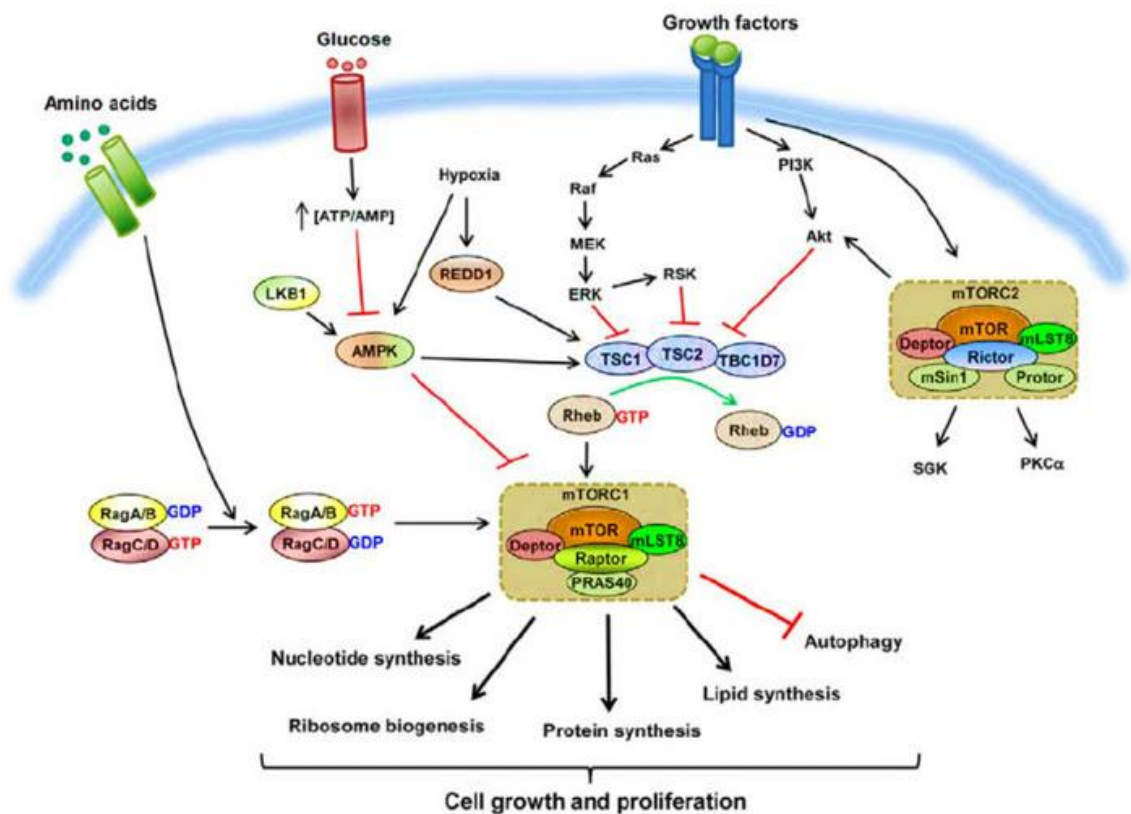 Growth factors
Glucose
Amino acids
Ras
PI3K
Hypoxia
Raf
↑ [ATP/AMP]
MEK
Akt
REDD1
RSK
LKB1
ERK
mTORC2
mTOR
Deptor
mLST8
Rictor
mSin1
Protor
AMPK
TSC1
TSC2
TBC1D7
Rheb GTP
Rheb GDP
SGK
PKCα
mTORC1
RagA/B GDP
RagC/D GTP
RagA/B GTP
RagC/D GDP
mTOR
Deptor
mLST8
Raptor
PRAS40
Autophagy
Nucleotide synthesis
Lipid synthesis
Ribosome biogenesis
Protein synthesis
Cell growth and proliferation